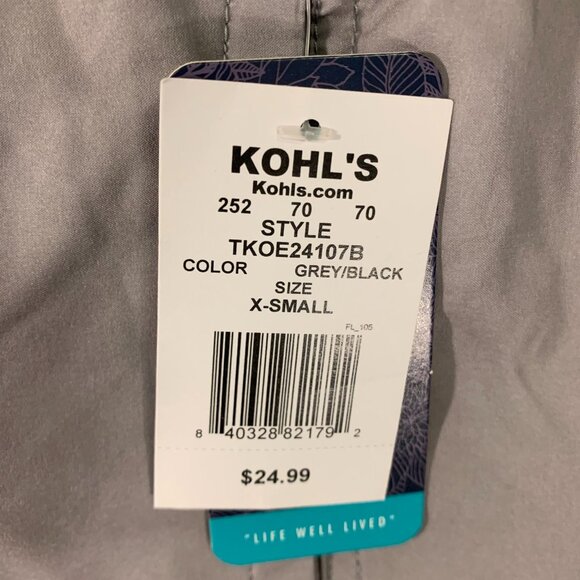 KOHL'S
Kohls.com
252 70 70
STYLE
TKOE24107B
COLOR GREY/BLACK
SIZE
X-SMALL
FL_105
8 40328 82179 2
$24.99
"LIFE WELL LIVED"